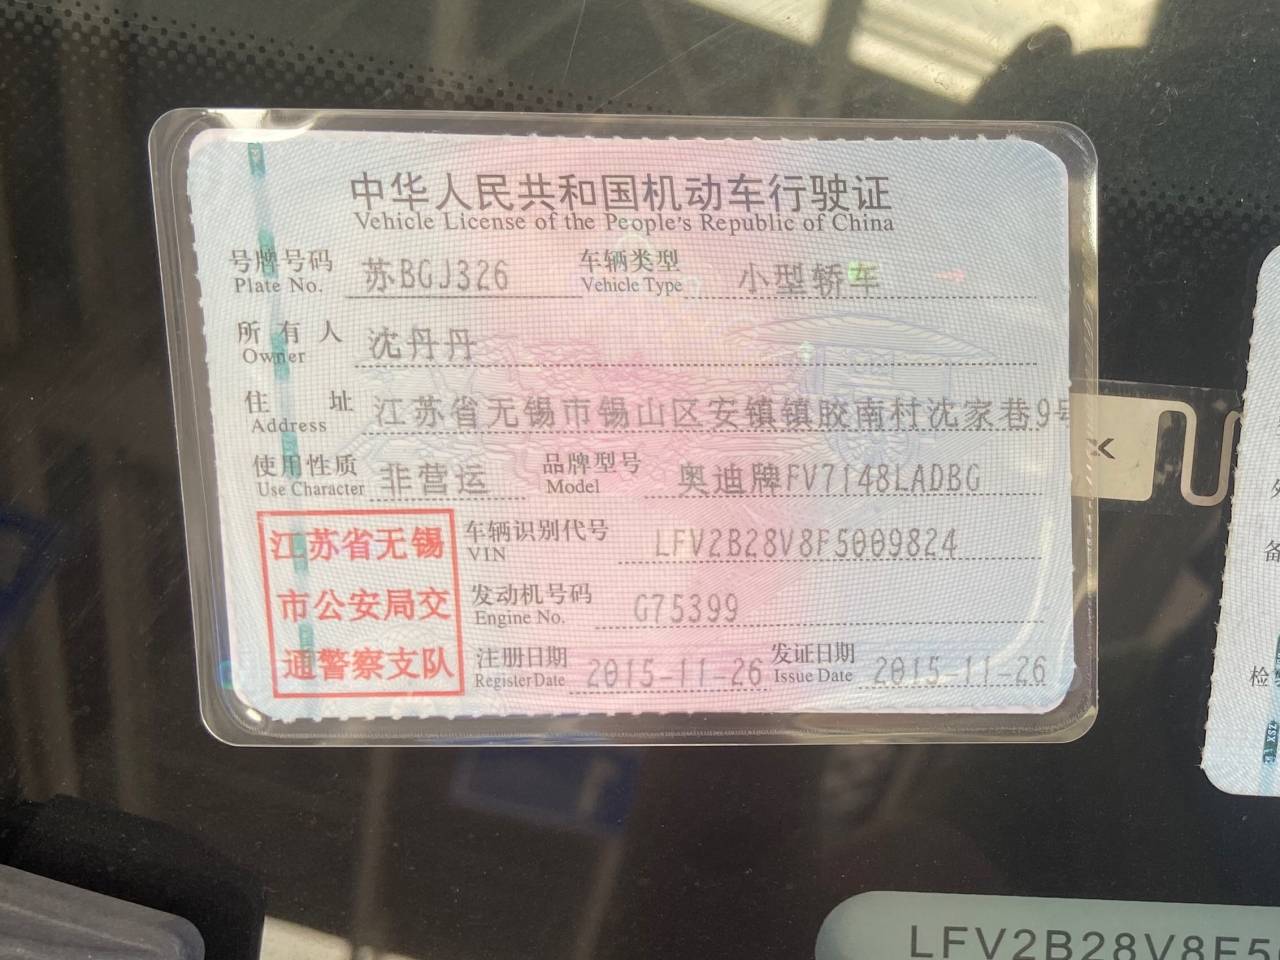 中华人民共和国机动车行驶证
Vehicle License of the People's Republic of China
号牌号码 苏BGJ326 车辆类型 小型轿车
Plate No. Vehicle Type
所有人 沈丹丹
Owner
住址 江苏省无锡市锡山区安镇镇胶南村沈家巷9号
Address
使用性质 非营运 品牌型号 奥迪牌FV7148LADBG
Use Character Model
江苏省无锡
市公安局交
通警察支队
车辆识别代号 LFV2B28V8F5009824
VIN
发动机号码 G75399
Engine No.
注册日期 2015-11-26 发证日期 2015-11-26
Register Date Issue Date
检
LFV2B28V8F5